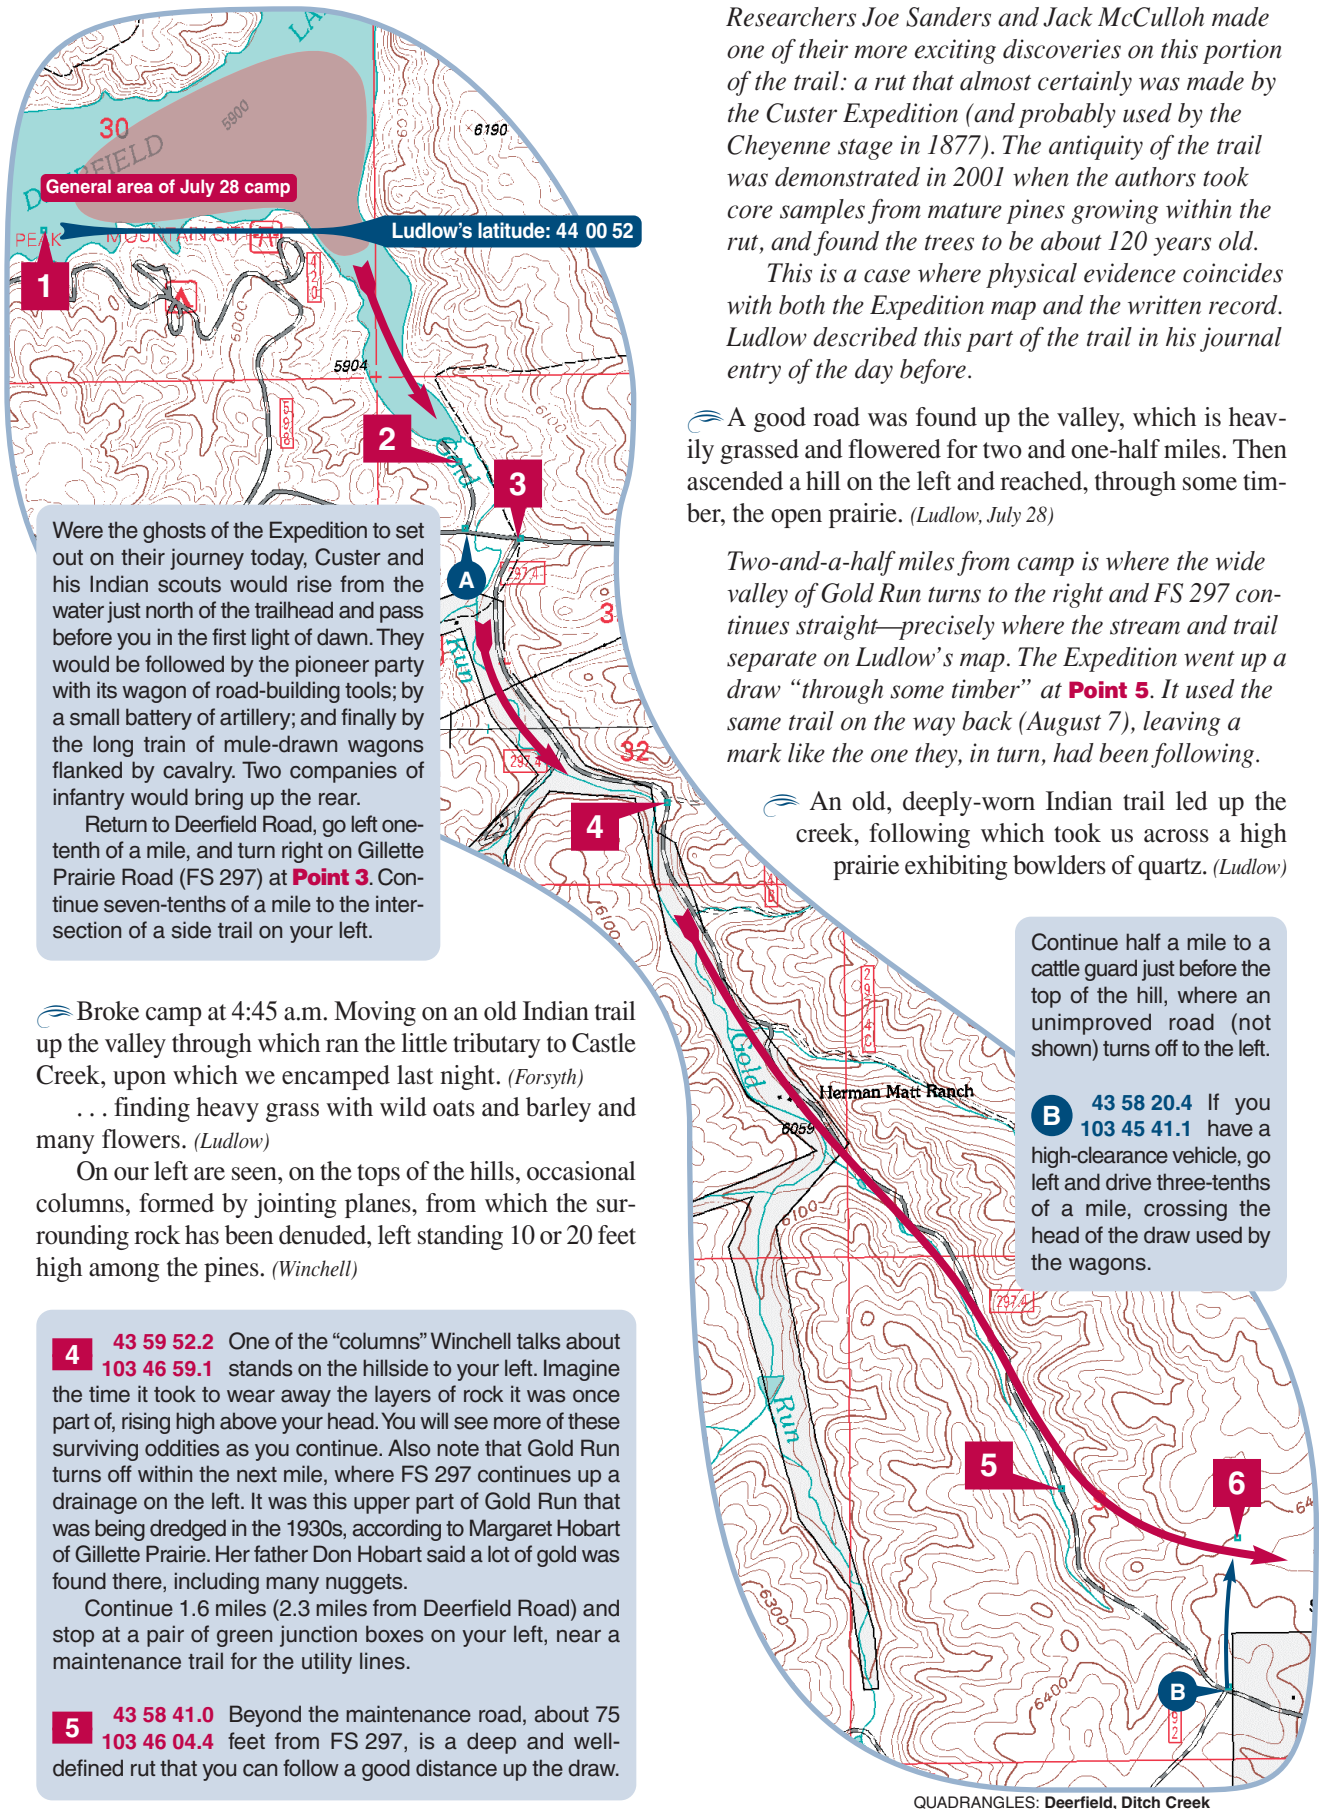 Researchers Joe Sanders and Jack McCulloh made
one of their more exciting discoveries on this portion
of the trail: a rut that almost certainly was made by
the Custer Expedition (and probably used by the
Cheyenne stage in 1877). The antiquity of the trail
was demonstrated in 2001 when the authors took
core samples from mature pines growing within the
rut, and found the trees to be about 120 years old.
This is a case where physical evidence coincides
with both the Expedition map and the written record.
Ludlow described this part of the trail in his journal
entry of the day before.
A good road was found up the valley, which is heav-
ily grassed and flowered for two and one-half miles. Then
ascended a hill on the left and reached, through some tim-
ber, the open prairie. (Ludlow, July 28)
Two-and-a-half miles from camp is where the wide
valley of Gold Run turns to the right and FS 297 con-
tinues straight—precisely where the stream and trail
separate on Ludlow's map. The Expedition went up a
draw “through some timber” at Point 5. It used the
same trail on the way back (August 7), leaving a
mark like the one they, in turn, had been following.
An old, deeply-worn Indian trail led up the
creek, following which took us across a high
prairie exhibiting bowlders of quartz. (Ludlow)
Continue half a mile to a
cattle guard just before the
top of the hill, where an
unimproved road (not
shown) turns off to the left.
B 43 58 20.4 If you
103 45 41.1 have a
high-clearance vehicle, go
left and drive three-tenths
of a mile, crossing the
head of the draw used by
the wagons.
LA
30
5900
6190
DEERFIELD
General area of July 28 camp
Ludlow's latitude: 44 00 52
PEAK
MOUNTAIN CITY
1
420
6000
5904
598
6100
2
Gold
3
A
297.4
3
Run
297.4
32
4
6100
Gold
297.4C
Herman Matt Ranch
6059
6100
297.4
Run
5
9
6
64
6300
6400
B
S
QUADRANGLES: Deerfield, Ditch Creek
Were the ghosts of the Expedition to set
out on their journey today, Custer and
his Indian scouts would rise from the
water just north of the trailhead and pass
before you in the first light of dawn. They
would be followed by the pioneer party
with its wagon of road-building tools; by
a small battery of artillery; and finally by
the long train of mule-drawn wagons
flanked by cavalry. Two companies of
infantry would bring up the rear.
Return to Deerfield Road, go left one-
tenth of a mile, and turn right on Gillette
Prairie Road (FS 297) at Point 3. Con-
tinue seven-tenths of a mile to the inter-
section of a side trail on your left.
Broke camp at 4:45 a.m. Moving on an old Indian trail
up the valley through which ran the little tributary to Castle
Creek, upon which we encamped last night. (Forsyth)
. . . finding heavy grass with wild oats and barley and
many flowers. (Ludlow)
On our left are seen, on the tops of the hills, occasional
columns, formed by jointing planes, from which the sur-
rounding rock has been denuded, left standing 10 or 20 feet
high among the pines. (Winchell)
4 43 59 52.2 One of the “columns” Winchell talks about
103 46 59.1 stands on the hillside to your left. Imagine
the time it took to wear away the layers of rock it was once
part of, rising high above your head. You will see more of these
surviving oddities as you continue. Also note that Gold Run
turns off within the next mile, where FS 297 continues up a
drainage on the left. It was this upper part of Gold Run that
was being dredged in the 1930s, according to Margaret Hobart
of Gillette Prairie. Her father Don Hobart said a lot of gold was
found there, including many nuggets.
Continue 1.6 miles (2.3 miles from Deerfield Road) and
stop at a pair of green junction boxes on your left, near a
maintenance trail for the utility lines.
5 43 58 41.0 Beyond the maintenance road, about 75
103 46 04.4 feet from FS 297, is a deep and well-
defined rut that you can follow a good distance up the draw.